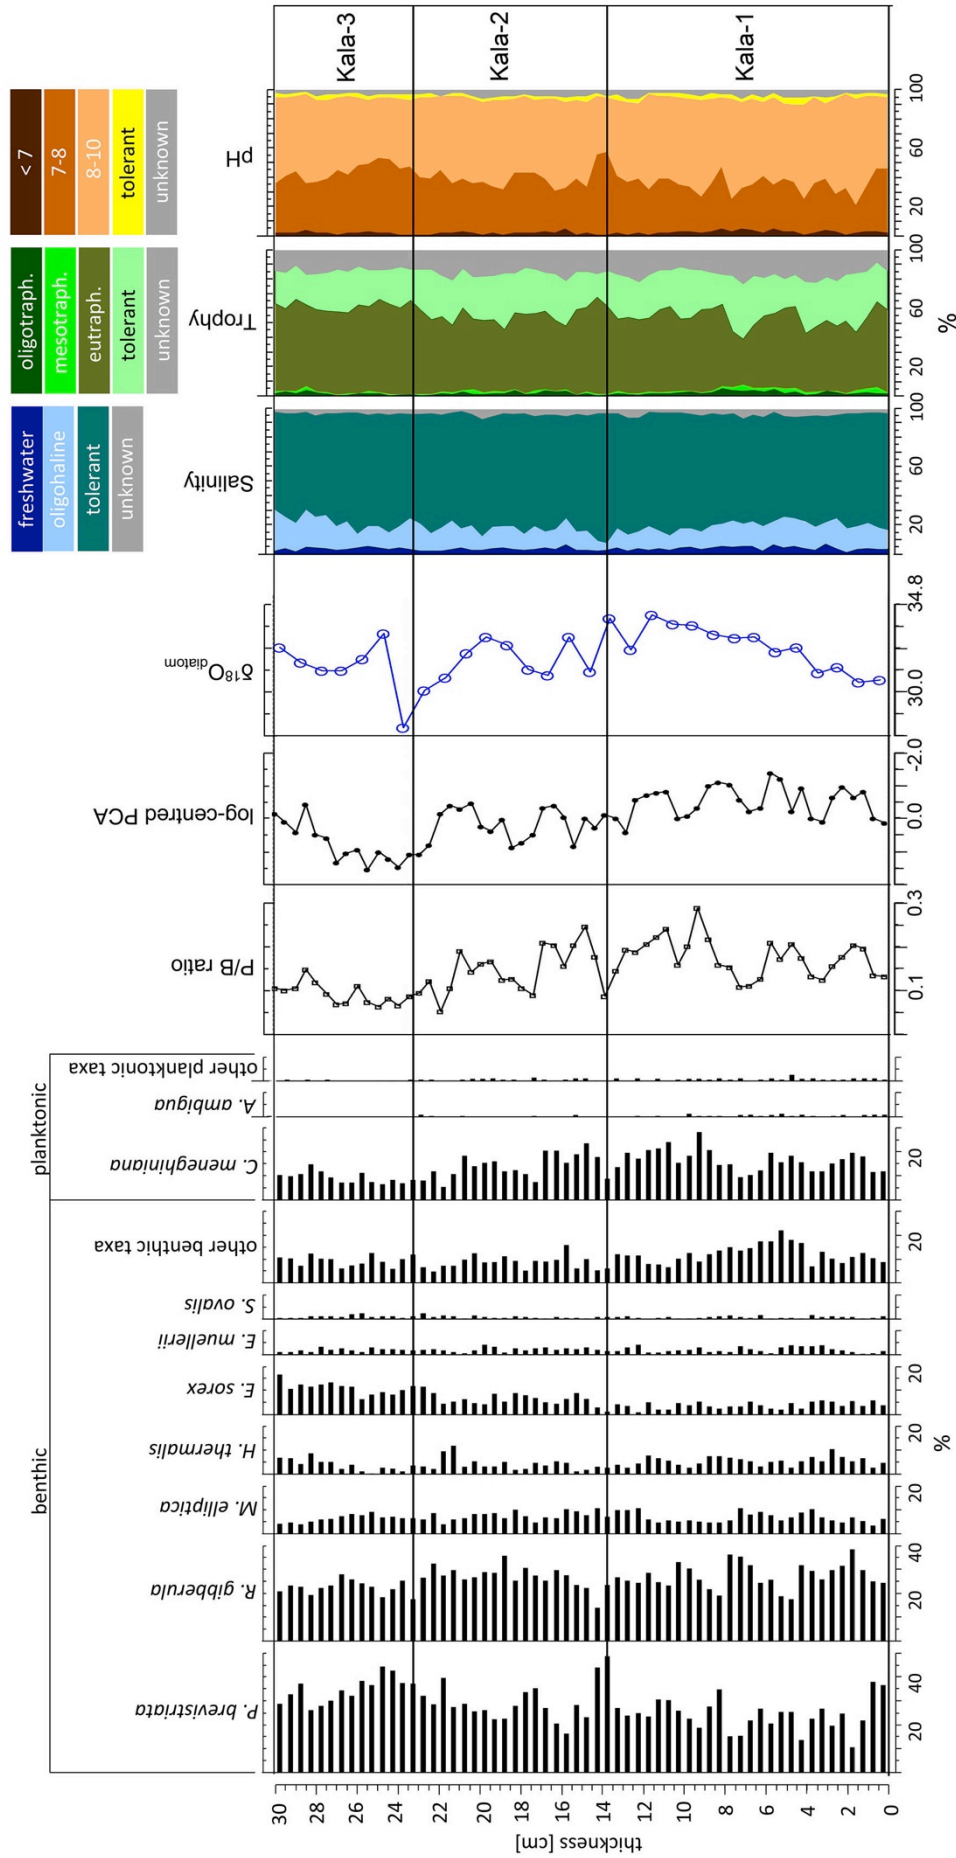 benthic
planktonic
P. brevistriata
R. gibberula
M. elliptica
H. thermalis
E. sorex
E. muellerii
S. ovalis
other benthic taxa
C. meneghiniana
A. ambigua
other planktonic taxa
P/B ratio
log-centred PCA
δ18Odiatom
Salinity
Trophy
pH
freshwater
oligohaline
tolerant
unknown
oligotraph.
mesotraph.
eutraph.
tolerant
unknown
< 7
7-8
8-10
tolerant
unknown
Kala-3
Kala-2
Kala-1
thickness [cm]
30 28 26 24 22 20 18 16 14 12 10 8 6 4 2 0
20 40
20 40
20
20
20
20
20
%
0.1 0.3
0.0 -2.0
30.0 34.8
20 60 100
0 20 60 100
0 20 60 100
%